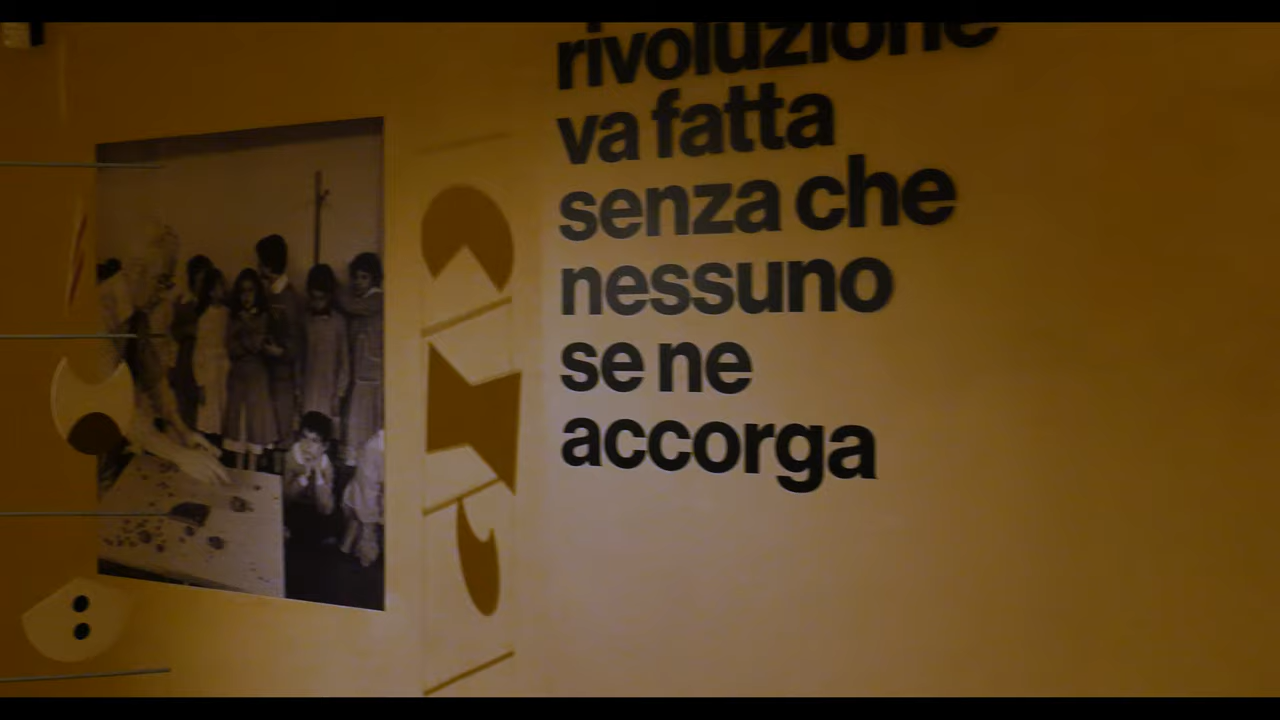 rivoluzione
va fatta
senza che
nessuno
se ne
accorga